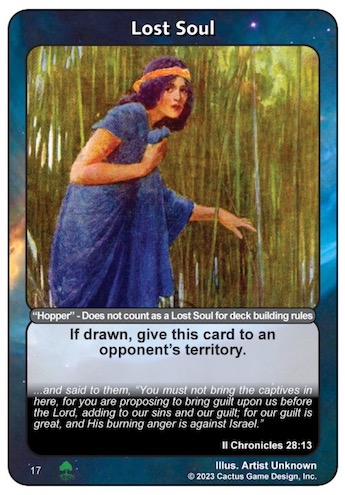 Lost Soul
"Hopper" - Does not count as a Lost Soul for deck building rules
If drawn, give this card to an
opponent's territory.
...and said to them, "You must not bring the captives in
here, for you are proposing to bring guilt upon us before
the Lord, adding to our sins and our guilt; for our guilt is
great, and His burning anger is against Israel."
II Chronicles 28:13
Illus. Artist Unknown
17
© 2023 Cactus Game Design, Inc.